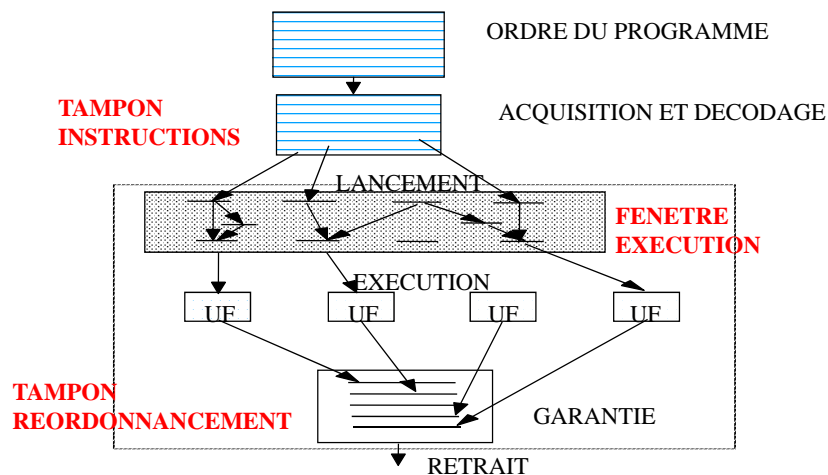 ORDRE DU PROGRAMME
TAMPON
INSTRUCTIONS
ACQUISITION ET DECODAGE
LANCEMENT
FENETRE
EXECUTION
EXECUTION
UF
UF
UF
UF
TAMPON
REORDONNANCEMENT
GARANTIE
RETRAIT